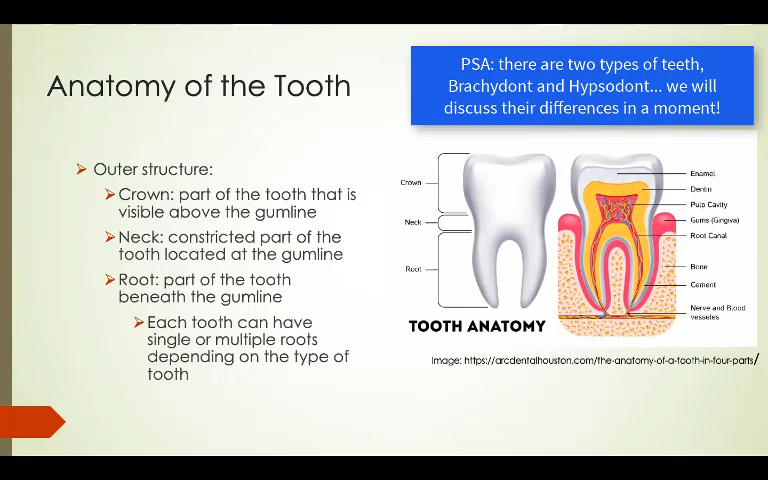 Anatomy of the Tooth
PSA: there are two types of teeth,
Brachydont and Hypsodont... we will
discuss their differences in a moment!
Outer structure:
Crown: part of the tooth that is
visible above the gumline
Neck: constricted part of the
tooth located at the gumline
Root: part of the tooth
beneath the gumline
Each tooth can have
single or multiple roots
depending on the type of
tooth
Crown
Neck
Root
Enamel
Dentin
Pulp Cavity
Gums (Gingiva)
Root Canal
Bone
Cement
Nerve and Blood
vesseles
TOOTH ANATOMY
Image: https://arcdentalhouston.com/the-anatomy-of-a-tooth-in-four-parts/